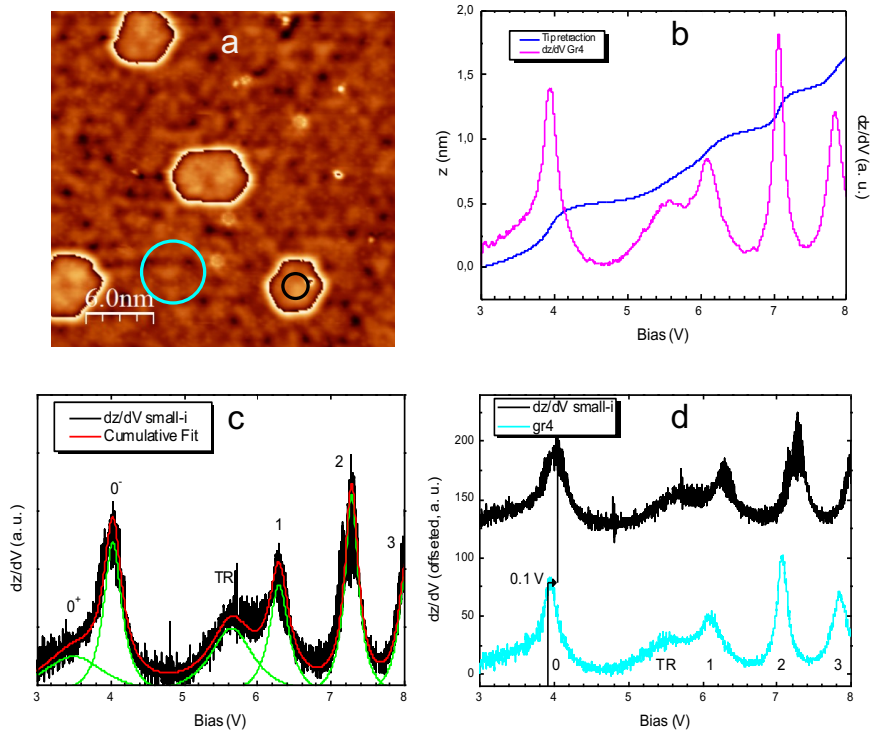 a
6.0nm
b
Tip retraction
dz/dV Gr4
2,0
1,5
1,0
0,5
0,0
z (nm)
dz/dV (a. u.)
3 4 5 6 7 8
Bias (V)
c
dz/dV small-i
Cumulative Fit
0+
0-
TR
1
2
3
dz/dV (a. u.)
3 4 5 6 7 8
Bias (V)
d
dz/dV small-i
gr4
200
150
100
50
0
dz/dV (offseted, a. u.)
0.1 V
0 TR 1 2 3
3 4 5 6 7 8
Bias (V)